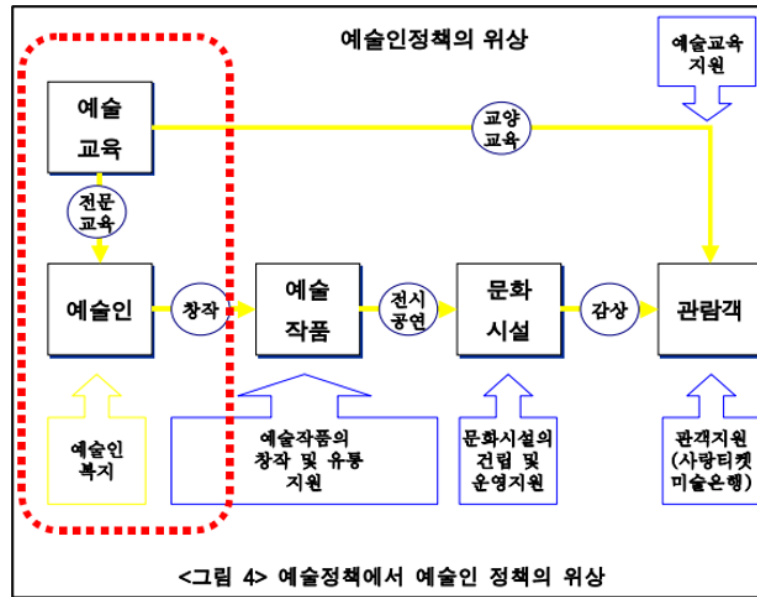 예술인정책의 위상
예술교육
지원
예술
교육
교양
교육
전문
교육
예술인
창작
예술
작품
전시
공연
문화
시설
감상
관람객
예술인
복지
예술작품의
창작 및 유통
지원
문화시설의
건립 및
운영지원
관객지원
(사랑티켓
미술은행)
<그림 4> 예술정책에서 예술인 정책의 위상